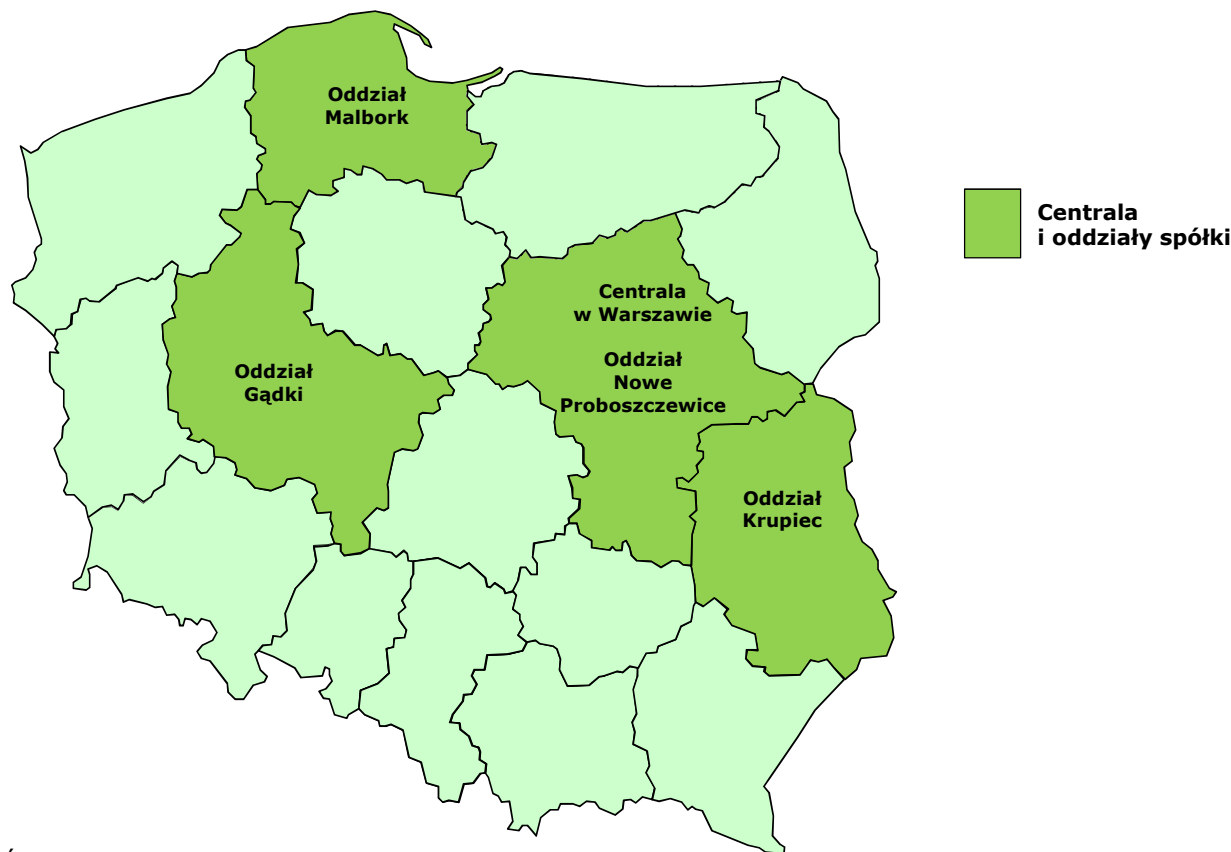 Oddział
Malbork
Centrala
i oddziały spółki
Centrala
w Warszawie
Oddział
Nowe
Proboszczewice
Oddział
Gądki
Oddział
Krupiec